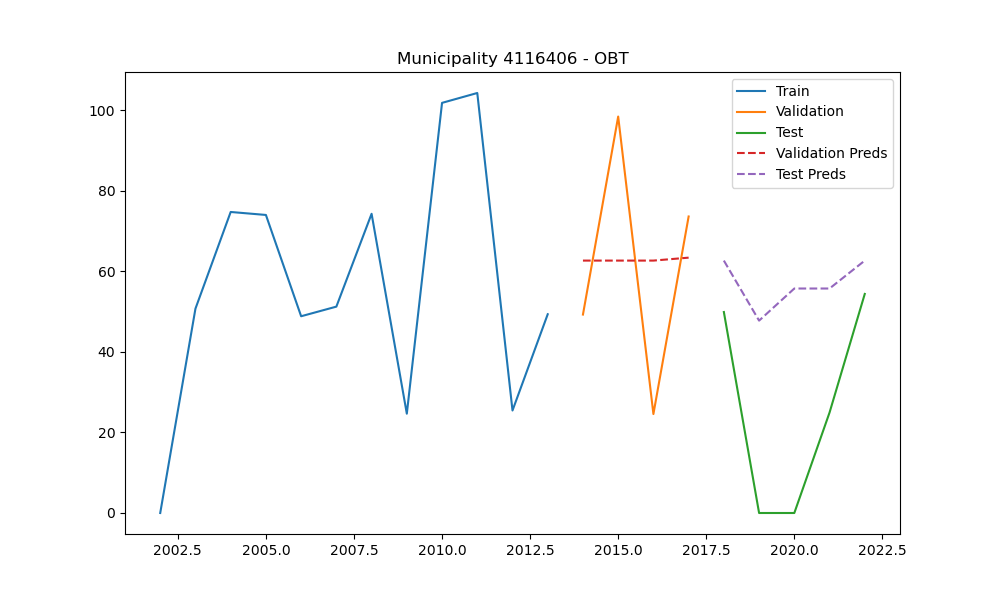 Municipality 4116406 - OBT
Train
Validation
Test
Validation Preds
Test Preds
100
80
60
40
20
0
2002.5 2005.0 2007.5 2010.0 2012.5 2015.0 2017.5 2020.0 2022.5